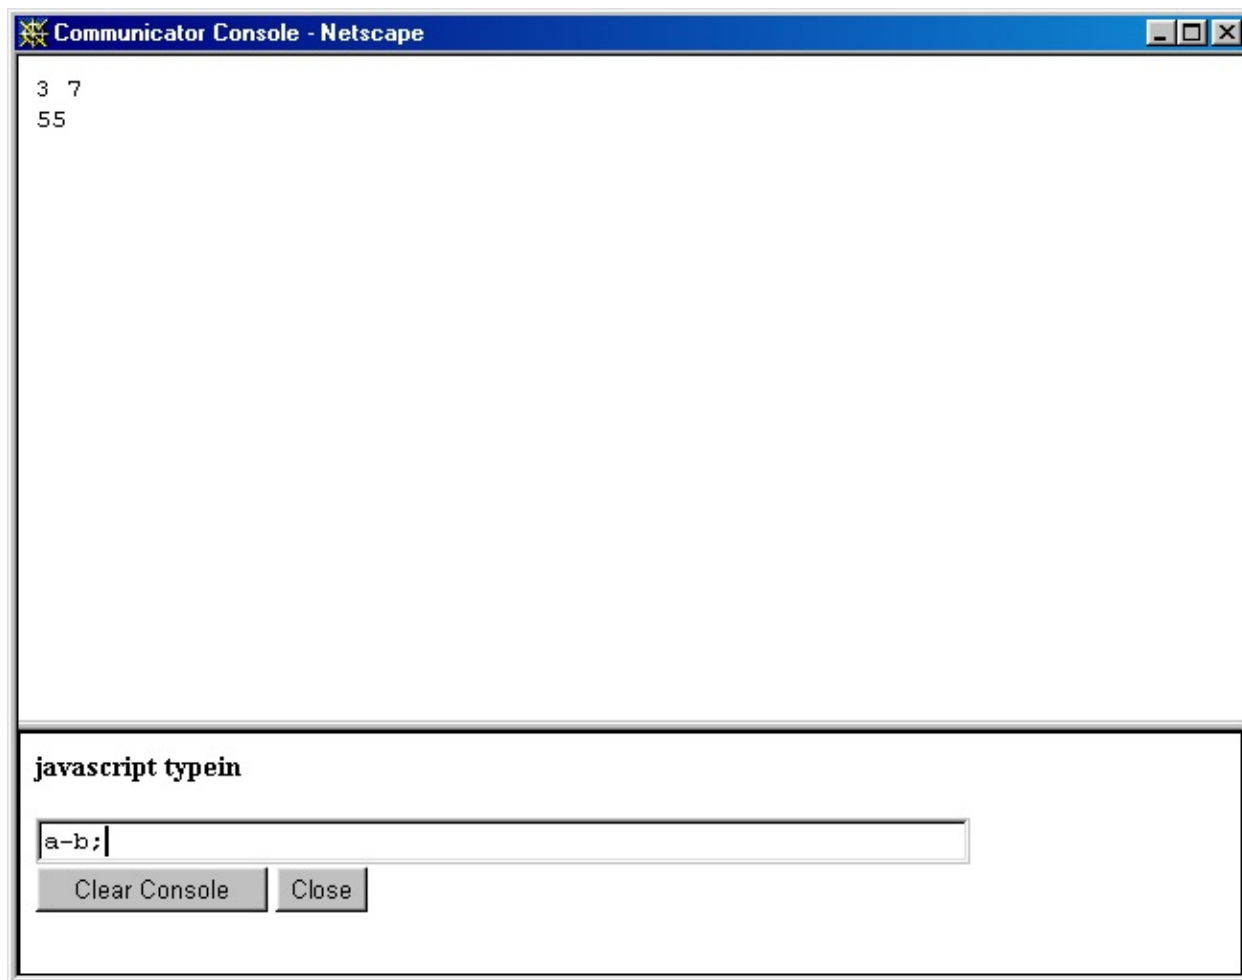 Communicator Console - Netscape
3 7
55
javascript typein
a-b;
Clear Console Close